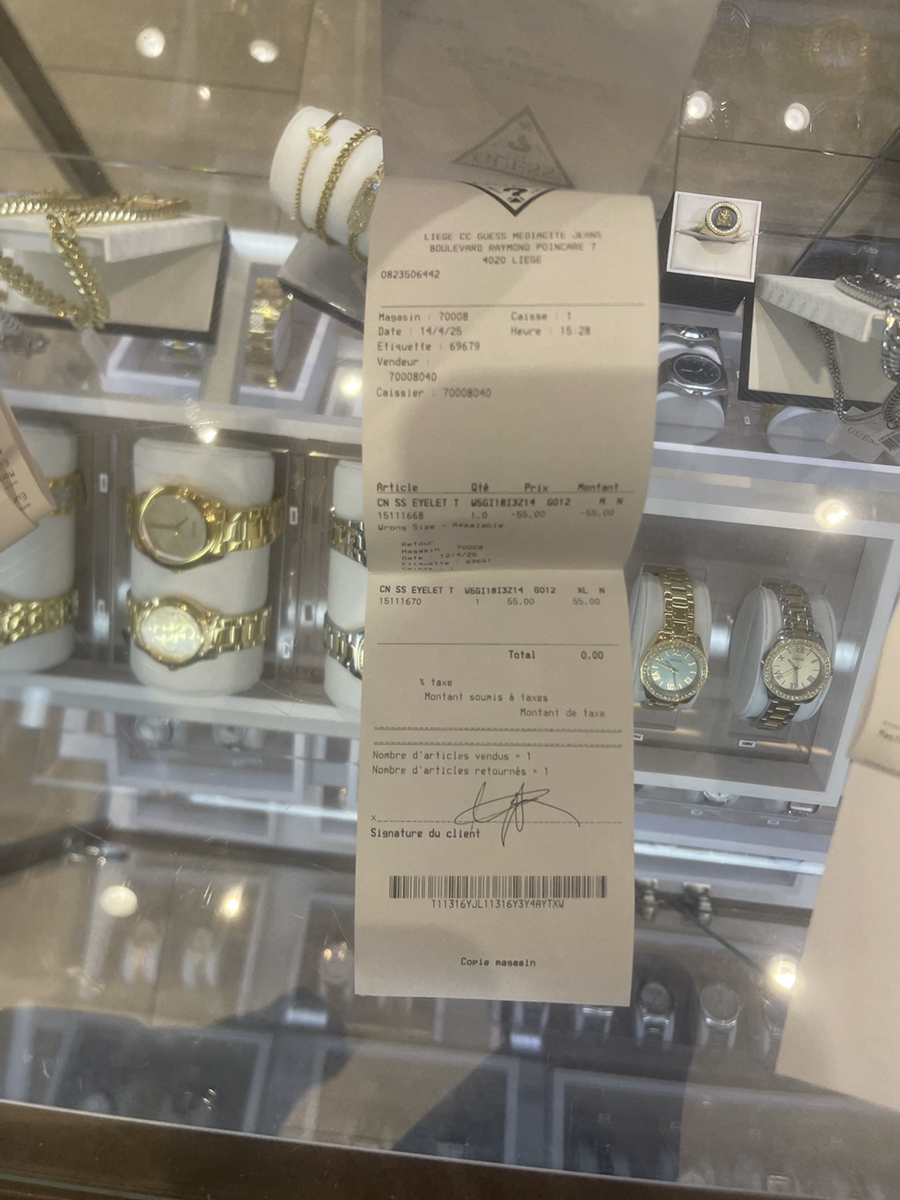 GUESS
LIEGE CC GUESS MEDIACITE JEANS
BOULEVARD RAYMOND POINCARE 7
4020 LIEGE
0823506442
Magasin : 70008 Caisse : 1
Date : 14/4/25 Heure : 15:28
Etiquette : 69679
Vendeur :
70008040
Caissier : 70008040
Article Qté Prix Montant
CN SS EYELET T W5GI18I3Z14 G012 M N
15111668 1.0 -55.00 -55.00
Wrong Size - Resalable
Retour
Magasin : 70008
Date : 12/4/25
Etiquette :
CN SS EYELET T W5GI18I3Z14 G012 XL N
15111670 1 55.00 55.00
Total 0.00
% taxe
Montant soumis à taxes
Montant de taxe
Nombre d'articles vendus = 1
Nombre d'articles retournés = 1
x
Signature du client
T11316YJL11316Y3Y4AYTXW
Copie magasin
GUESS